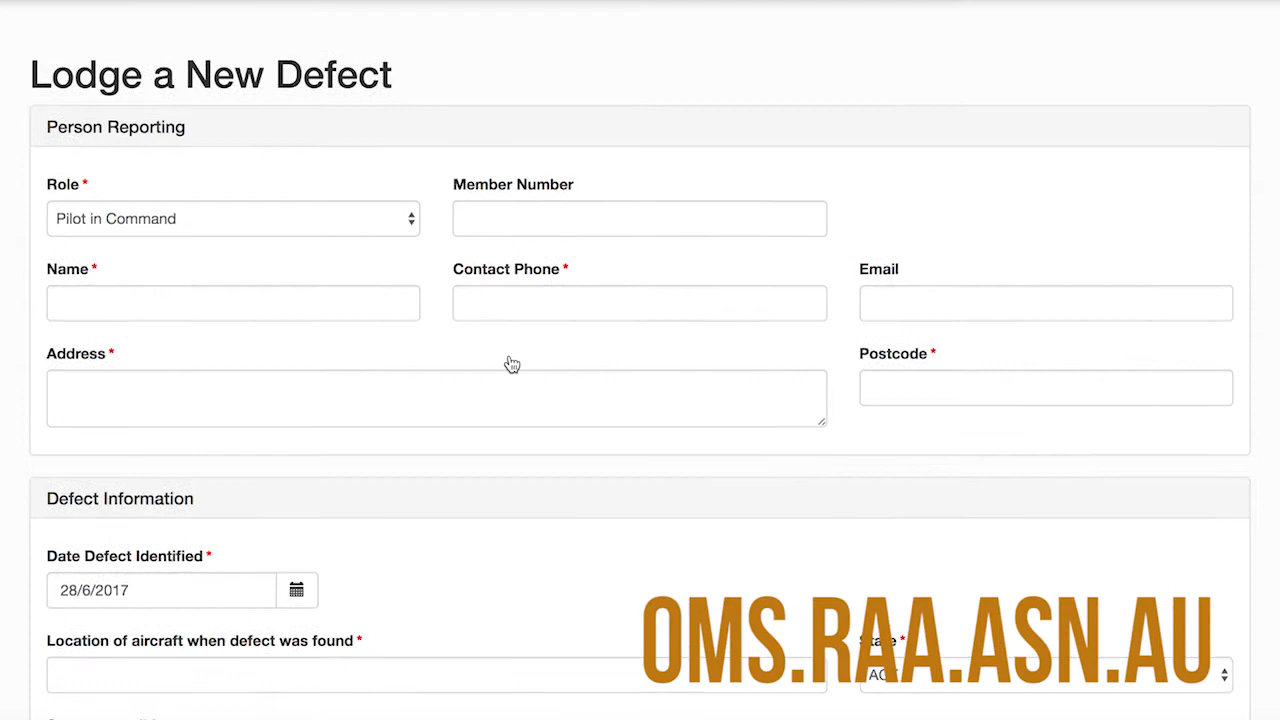 Lodge a New Defect
Person Reporting
Role *
Member Number
Pilot in Command
Name *
Contact Phone *
Email
Address *
Postcode *
Defect Information
Date Defect Identified *
28/6/2017
Location of aircraft when defect was found *
OMS.RAA.ASN.AU